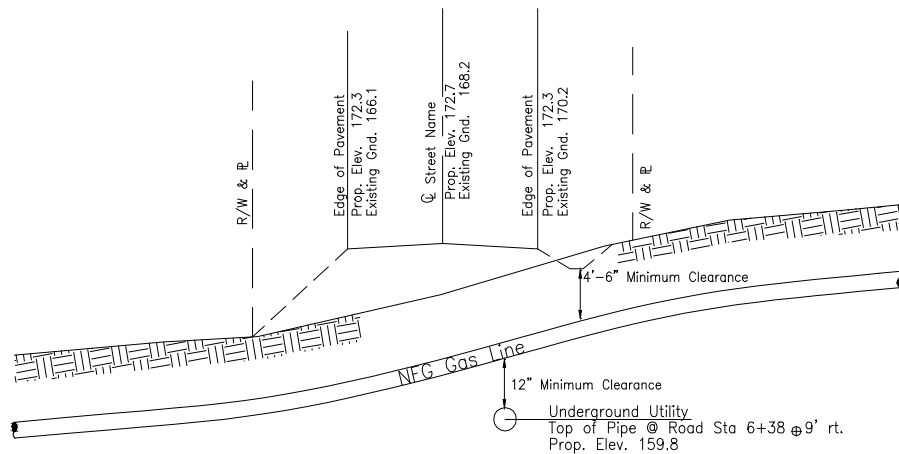 R/W & ℙL
Edge of Pavement
Prop. Elev. 172.3
Existing Gnd. 166.1
℄ Street Name
Prop. Elev. 172.7
Existing Gnd. 168.2
Edge of Pavement
Prop. Elev. 172.3
Existing Gnd. 170.2
R/W & ℙL
4'-6" Minimum Clearance
NFG Gas Line
12" Minimum Clearance
Underground Utility
Top of Pipe @ Road Sta 6+38 ⌖9' rt.
Prop. Elev. 159.8